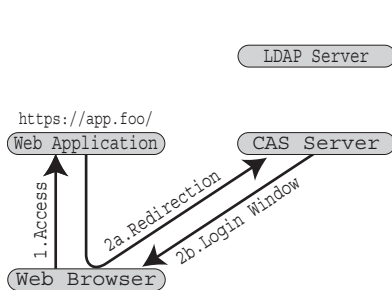 LDAP Server
https://app.foo/
Web Application
CAS Server
1.Access
2a.Redirection
2b.Login Window
Web Browser